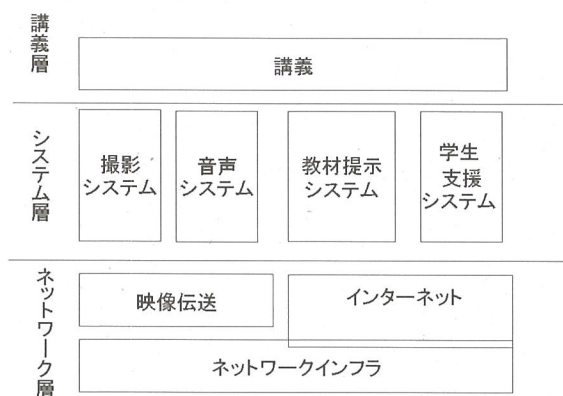 講義層
講義
システム層
撮影
システム
音声
システム
教材提示
システム
学生
支援
システム
ネットワーク層
映像伝送
インターネット
ネットワークインフラ